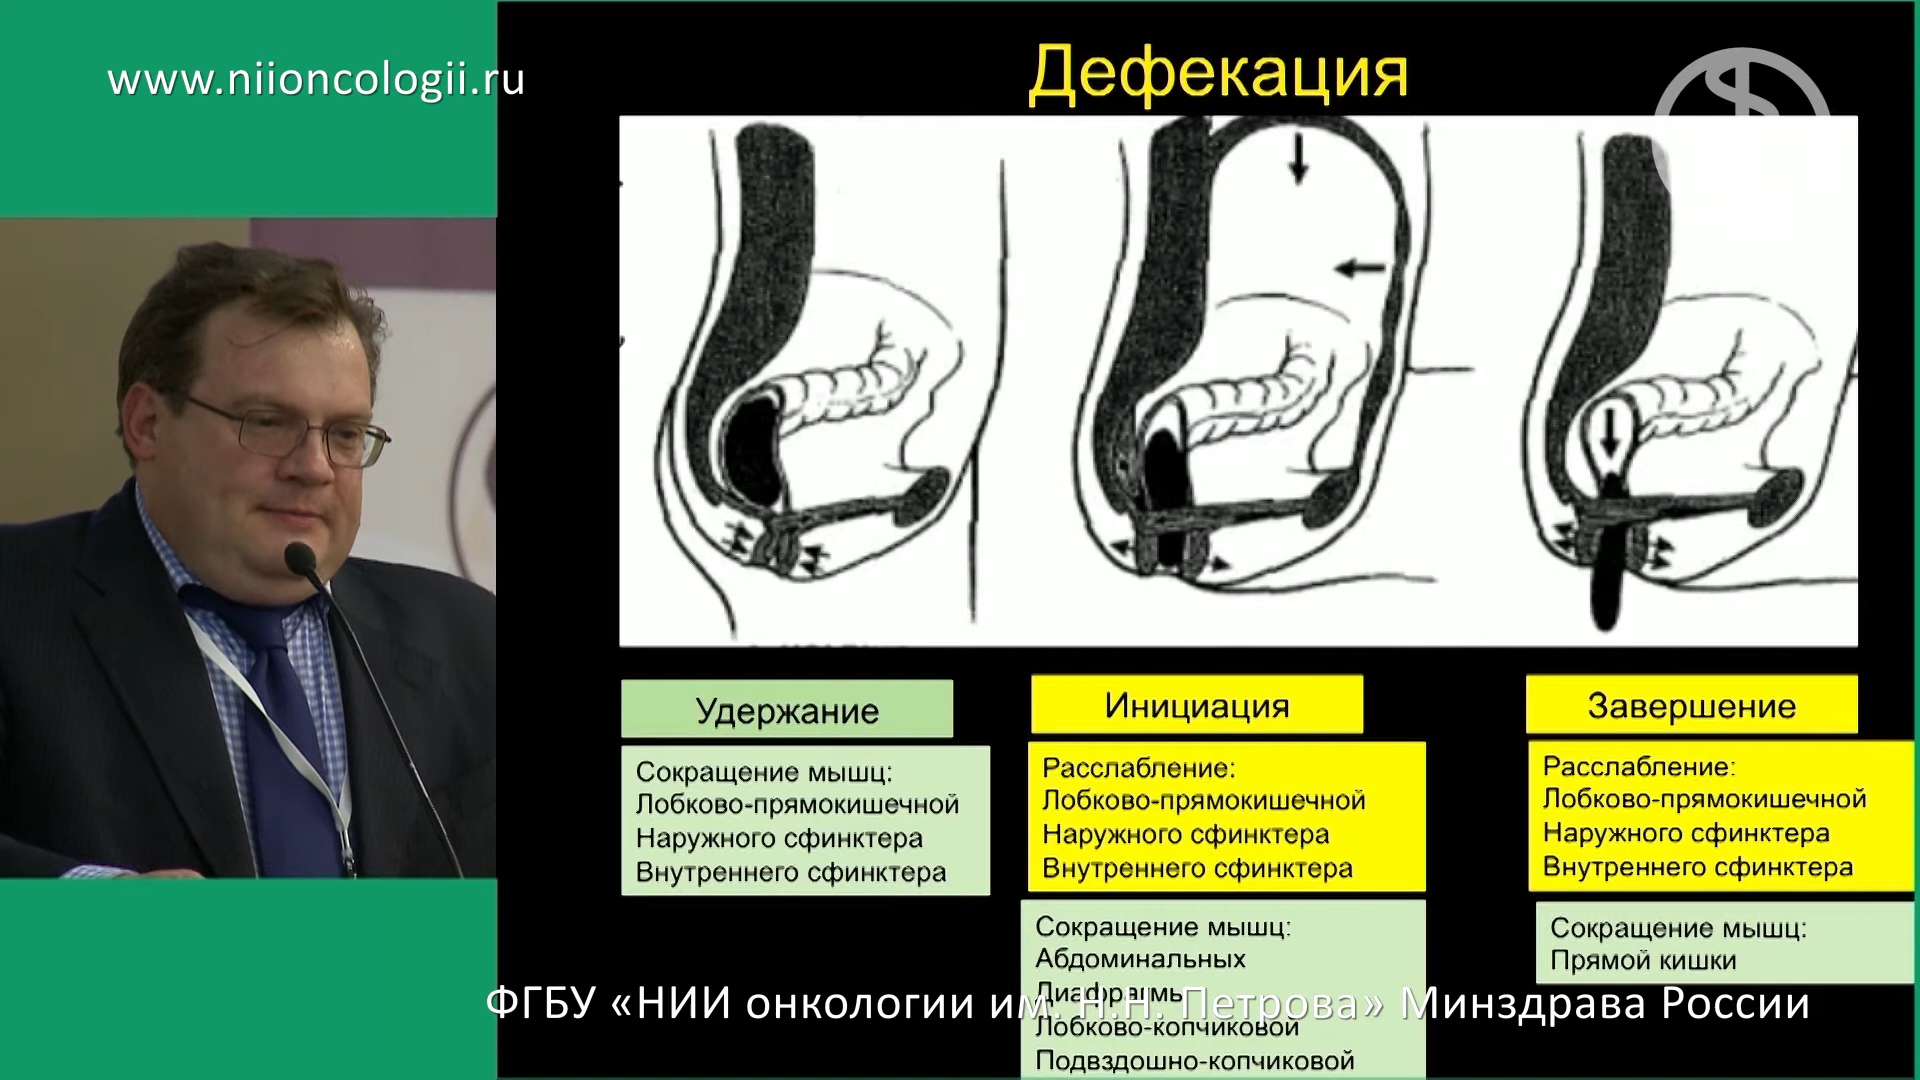 www.niioncologii.ru
Дефекация
Удержание
Сокращение мышц:
Лобково-прямокишечной
Наружного сфинктера
Внутреннего сфинктера
Инициация
Расслабление:
Лобково-прямокишечной
Наружного сфинктера
Внутреннего сфинктера
Сокращение мышц:
Абдоминальных
Диафрагмы
Лобково-копчиковой
Подвздошно-копчиковой
Завершение
Расслабление:
Лобково-прямокишечной
Наружного сфинктера
Внутреннего сфинктера
Сокращение мышц:
Прямой кишки
ФГБУ «НИИ онкологии им. Н.Н. Петрова» Минздрава России